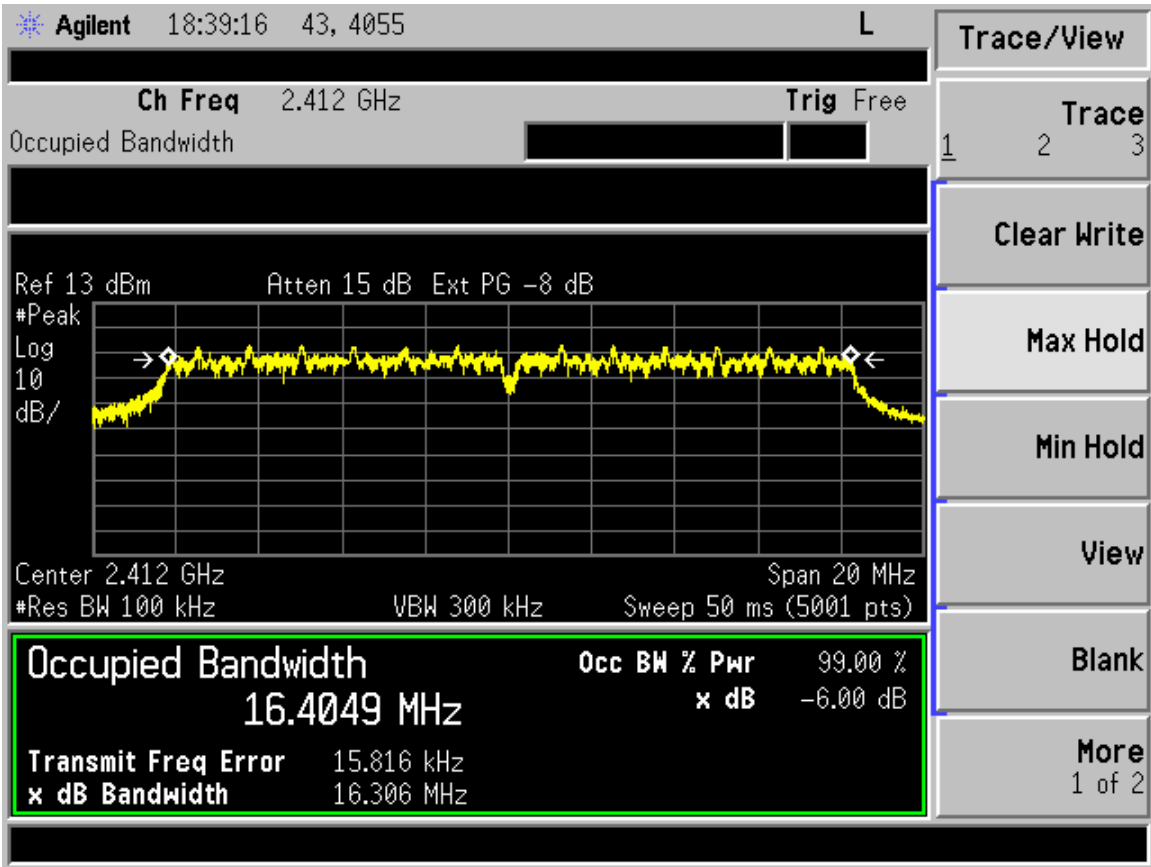 Agilent 18:39:16 43, 4055 L
Trace/View
Ch Freq 2.412 GHz Trig Free
Occupied Bandwidth
Trace
1 2 3
Clear Write
Ref 13 dBm Atten 15 dB Ext PG -8 dB
#Peak
Log
10
dB/
Max Hold
Min Hold
View
Center 2.412 GHz Span 20 MHz
#Res BW 100 kHz VBW 300 kHz Sweep 50 ms (5001 pts)
Occupied Bandwidth Occ BW % Pwr 99.00 %
16.4049 MHz x dB -6.00 dB
Blank
Transmit Freq Error 15.816 kHz
x dB Bandwidth 16.306 MHz
More
1 of 2